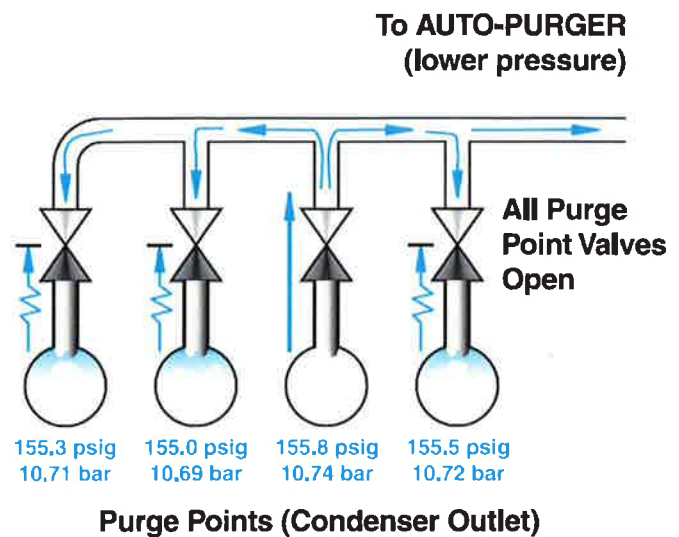 To AUTO-PURGER
(lower pressure)
All Purge
Point Valves
Open
155.3 psig 155.0 psig 155.8 psig 155.5 psig
10.71 bar 10.69 bar 10.74 bar 10.72 bar
Purge Points (Condenser Outlet)